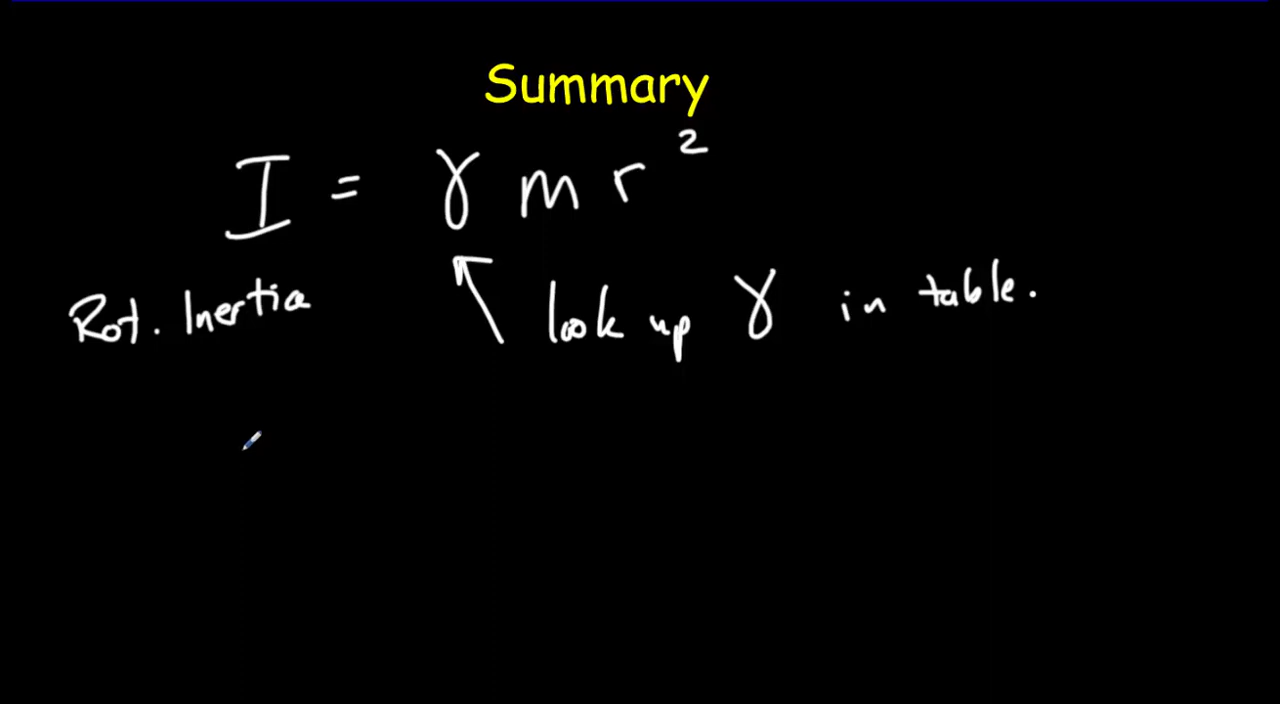 Summary
I = γ m r²
Rot. Inertia
look up γ in table.